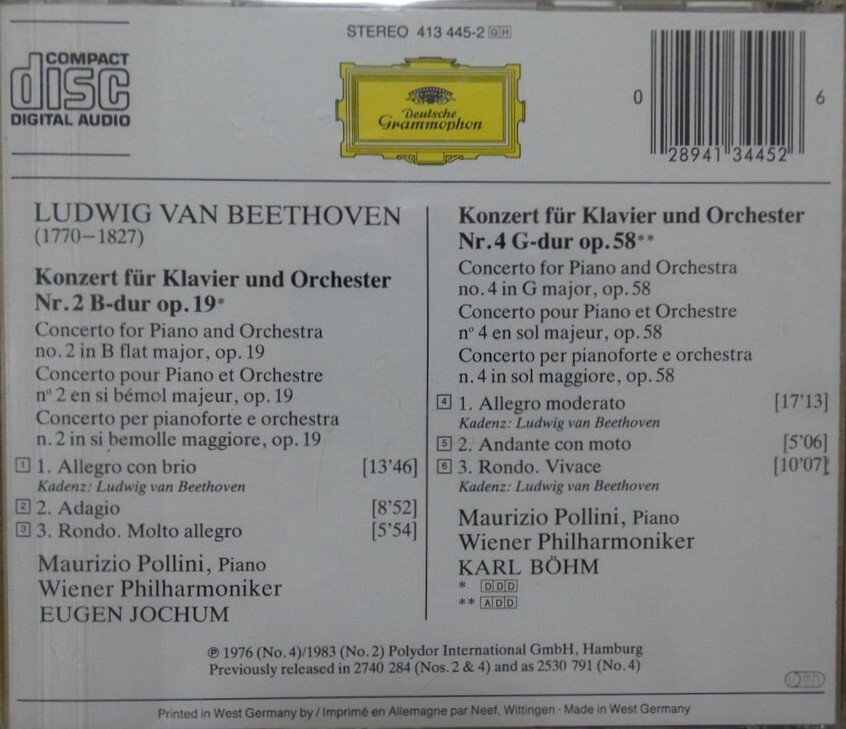 STEREO 413 445-2 GH
COMPACT
disc
DIGITAL AUDIO
Deutsche
Grammophon
0 28941 34452 6
LUDWIG VAN BEETHOVEN
(1770–1827)
Konzert für Klavier und Orchester
Nr. 2 B-dur op. 19*
Concerto for Piano and Orchestra
no. 2 in B flat major, op. 19
Concerto pour Piano et Orchestre
nº 2 en si bémol majeur, op. 19
Concerto per pianoforte e orchestra
n. 2 in si bemolle maggiore, op. 19
1 1. Allegro con brio [13'46]
Kadenz: Ludwig van Beethoven
2 2. Adagio [8'52]
3 3. Rondo. Molto allegro [5'54]
Maurizio Pollini, Piano
Wiener Philharmoniker
EUGEN JOCHUM
Konzert für Klavier und Orchester
Nr. 4 G-dur op. 58**
Concerto for Piano and Orchestra
no. 4 in G major, op. 58
Concerto pour Piano et Orchestre
nº 4 en sol majeur, op. 58
Concerto per pianoforte e orchestra
n. 4 in sol maggiore, op. 58
4 1. Allegro moderato [17'13]
Kadenz: Ludwig van Beethoven
5 2. Andante con moto [5'06]
6 3. Rondo. Vivace [10'07]
Kadenz: Ludwig van Beethoven
Maurizio Pollini, Piano
Wiener Philharmoniker
KARL BÖHM
* DDD
** ADD
℗ 1976 (No. 4)/1983 (No. 2) Polydor International GmbH, Hamburg
Previously released in 2740 284 (Nos. 2 & 4) and as 2530 791 (No. 4)
Printed in West Germany by / Imprimé en Allemagne par Neef, Wittingen · Made in West Germany